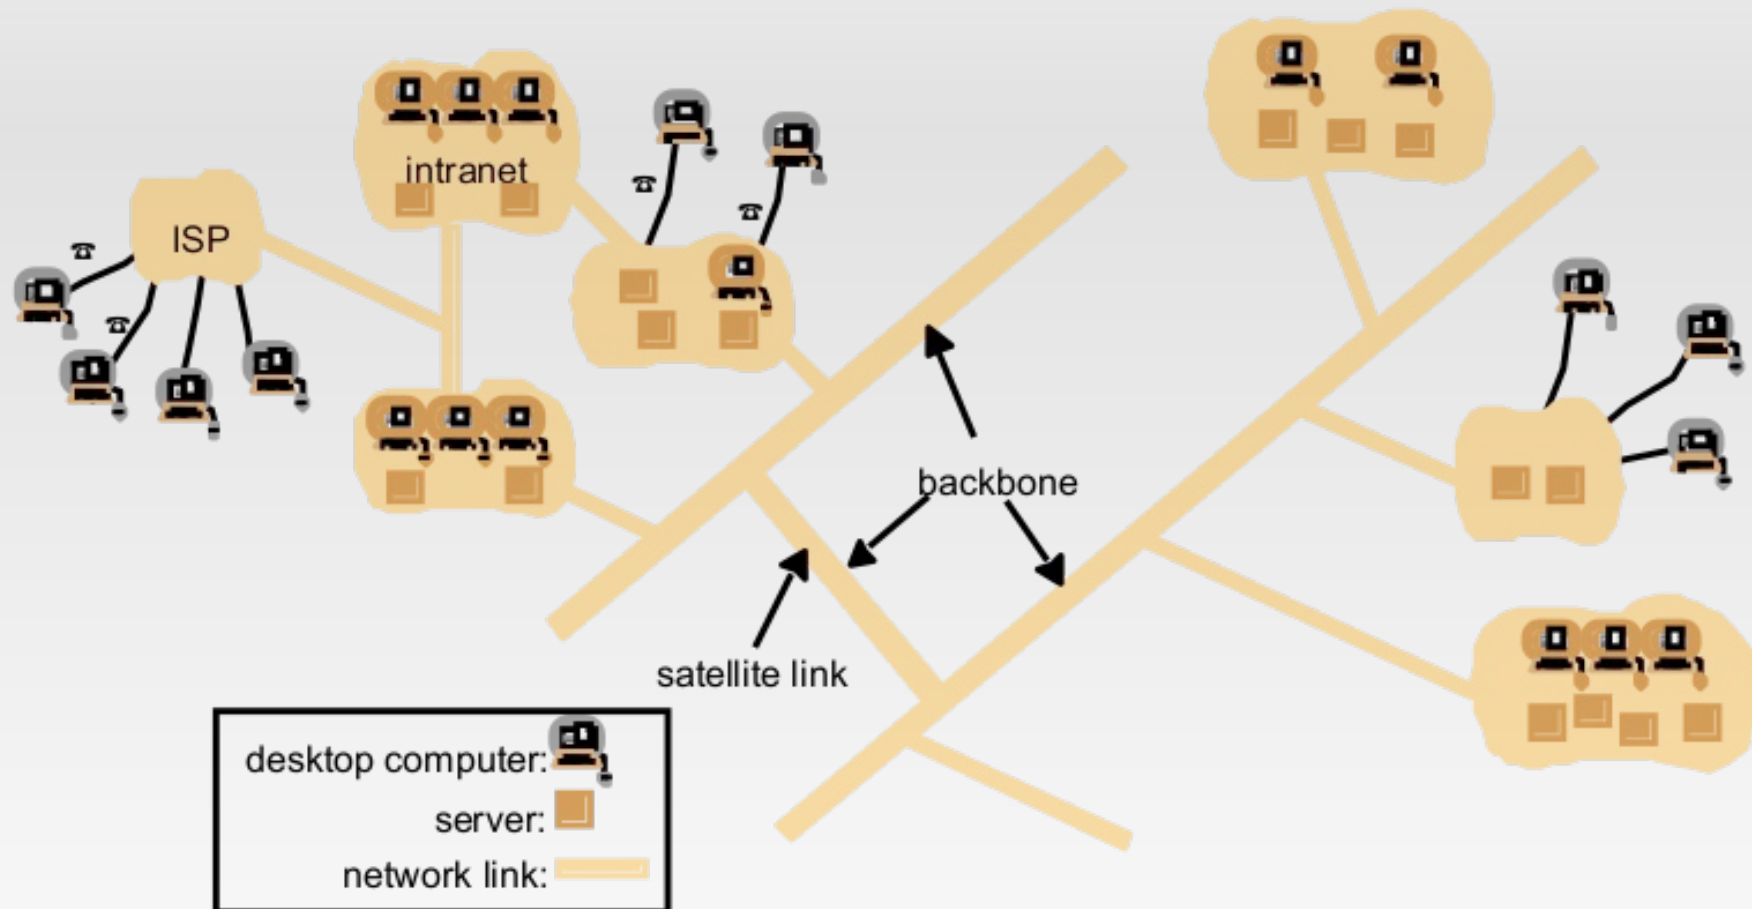 intranet
ISP
backbone
satellite link
desktop computer:
server:
network link: